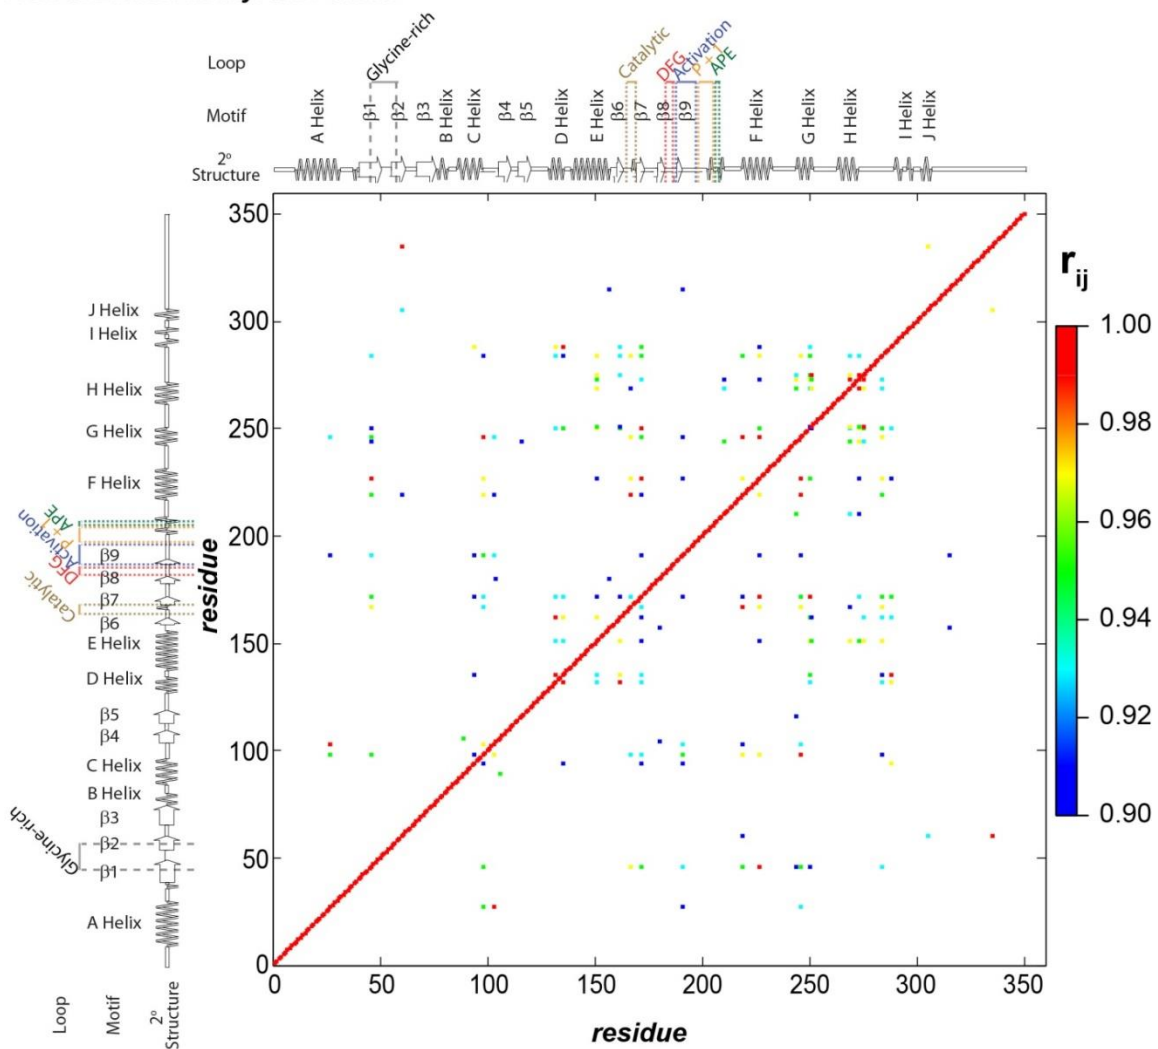 Loop
Glycine-rich
Catalytic
DFG
Activation
P + 1
APE
Motif
A Helix
β1
β2
β3
B Helix
C Helix
β4
β5
D Helix
E Helix
β6
β7
β8
β9
F Helix
G Helix
H Helix
I Helix
J Helix
2º
Structure
350
300
250
200
150
100
50
0
residue
J Helix
I Helix
H Helix
G Helix
F Helix
APE
Activation
β9
DFG
β8
Catalytic
β7
β6
E Helix
D Helix
β5
β4
C Helix
B Helix
β3
Glycine-rich
β2
β1
A Helix
Loop
Motif
2º
Structure
0 50 100 150 200 250 300 350
residue
rij
1.00
0.98
0.96
0.94
0.92
0.90